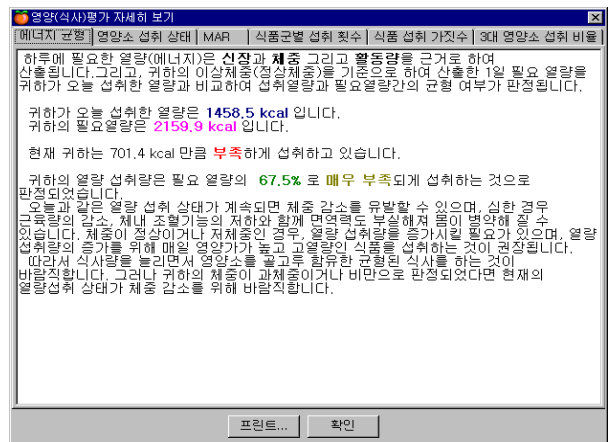 영양(식사)평가 자세히 보기
에너지 균형 영양소 섭취 상태 MAR 식품군별 섭취 횟수 식품 섭취 가짓수 3대 영양소 섭취 비율
하루에 필요한 열량(에너지)은 신장과 체중 그리고 활동량을 근거로 하여
산출됩니다.그리고, 귀하의 이상체중(정상체중)을 기준으로 하여 산출한 1일 필요 열량을
귀하가 오늘 섭취한 열량과 비교하여 섭취열량과 필요열량간의 균형 여부가 판정됩니다.
귀하가 오늘 섭취한 열량은 1458.5 kcal 입니다.
귀하의 필요열량은 2159.9 kcal 입니다.
현재 귀하는 701.4 kcal 만큼 부족하게 섭취하고 있습니다.
귀하의 열량 섭취량은 필요 열량의 67.5% 로 매우 부족되게 섭취하는 것으로
판정되었습니다.
오늘과 같은 열량 섭취 상태가 계속되면 체중 감소를 유발할 수 있으며, 심한 경우
근육량의 감소, 체내 조혈기능의 저하와 함께 면역력도 부실해져 몸이 병약해 질 수
있습니다. 체중이 정상이거나 저체중인 경우, 열량 섭취량을 증가시킬 필요가 있으며, 열량
섭취량의 증가를 위해 매일 영양가가 높고 고열량인 식품을 섭취하는 것이 권장됩니다.
따라서 식사량을 늘리면서 영양소를 골고루 함유한 균형된 식사를 하는 것이
바람직합니다. 그러나 귀하의 체중이 과체중이거나 비만으로 판정되었다면 현재의
열량섭취 상태가 체중 감소를 위해 바람직합니다.
프린트... 확인